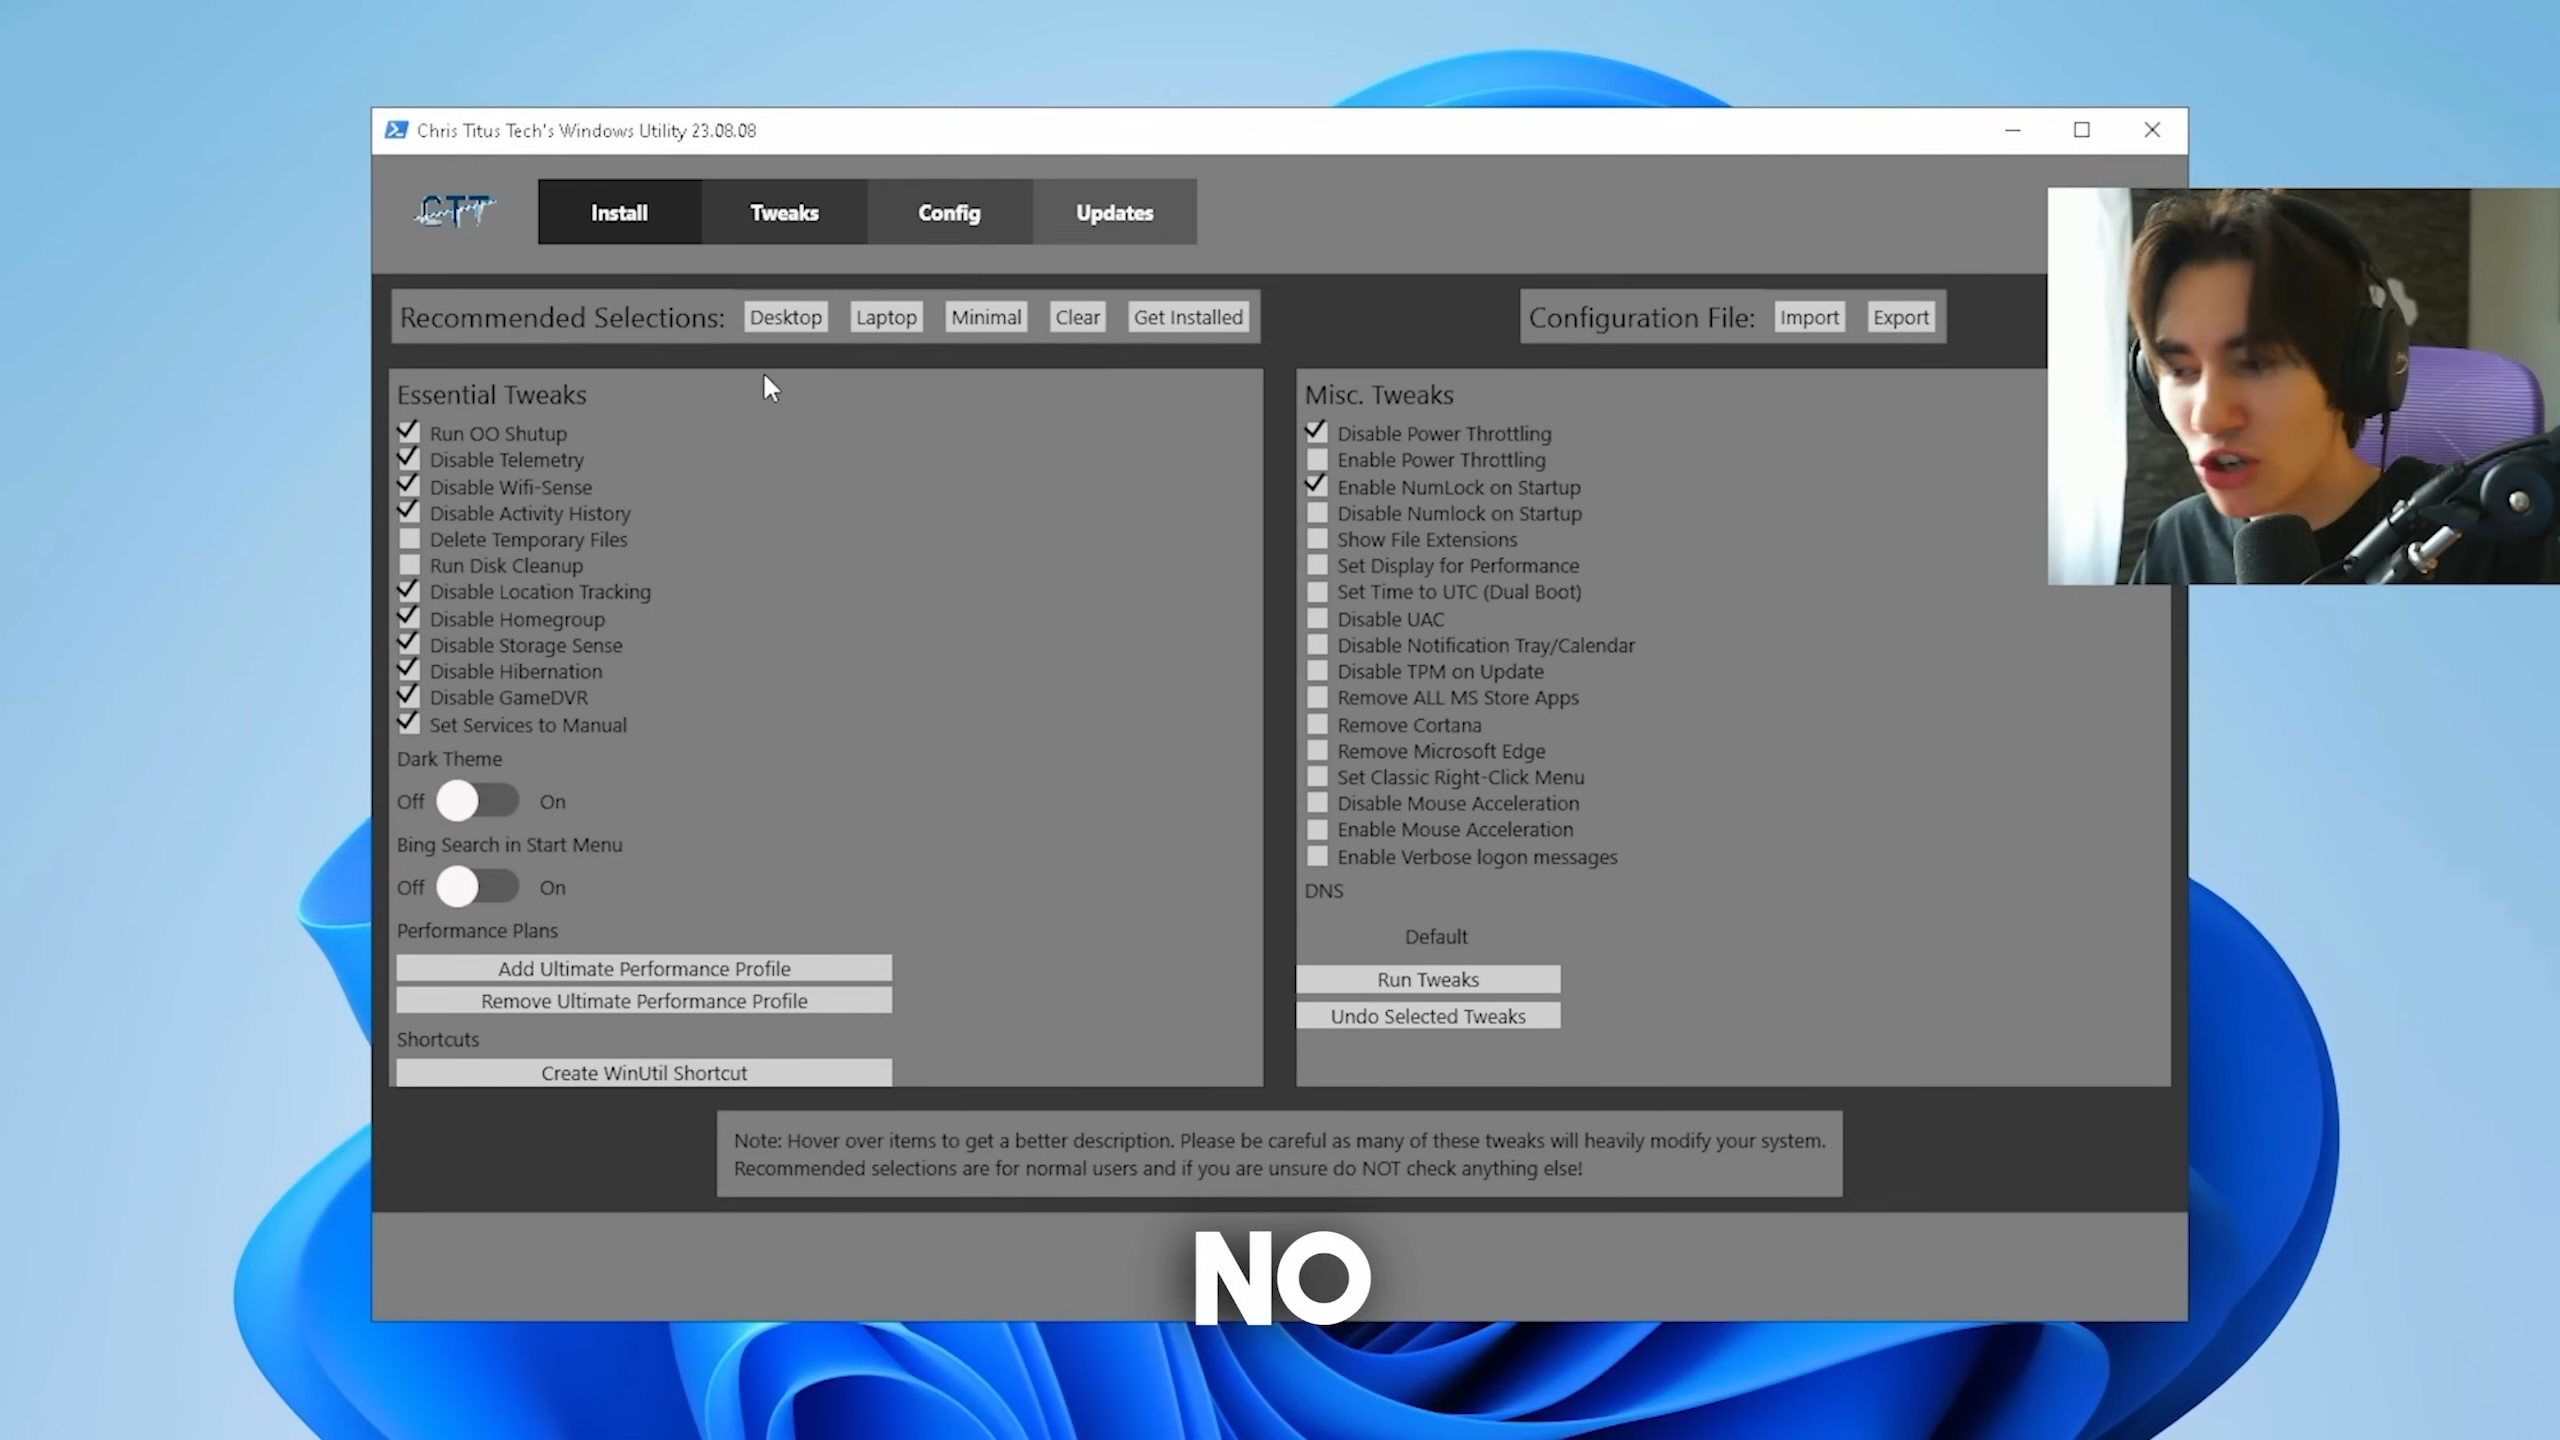 Chris Titus Tech's Windows Utility 23.08.08
CTT
Install
Tweaks
Config
Updates
Recommended Selections:
Desktop
Laptop
Minimal
Clear
Get Installed
Configuration File:
Import
Export
Essential Tweaks
Run OO Shutup
Disable Telemetry
Disable Wifi-Sense
Disable Activity History
Delete Temporary Files
Run Disk Cleanup
Disable Location Tracking
Disable Homegroup
Disable Storage Sense
Disable Hibernation
Disable GameDVR
Set Services to Manual
Dark Theme
Off
On
Bing Search in Start Menu
Off
On
Performance Plans
Add Ultimate Performance Profile
Remove Ultimate Performance Profile
Shortcuts
Create WinUtil Shortcut
Misc. Tweaks
Disable Power Throttling
Enable Power Throttling
Enable NumLock on Startup
Disable Numlock on Startup
Show File Extensions
Set Display for Performance
Set Time to UTC (Dual Boot)
Disable UAC
Disable Notification Tray/Calendar
Disable TPM on Update
Remove ALL MS Store Apps
Remove Cortana
Remove Microsoft Edge
Set Classic Right-Click Menu
Disable Mouse Acceleration
Enable Mouse Acceleration
Enable Verbose logon messages
DNS
Default
Run Tweaks
Undo Selected Tweaks
Note: Hover over items to get a better description. Please be careful as many of these tweaks will heavily modify your system.
Recommended selections are for normal users and if you are unsure do NOT check anything else!
NO